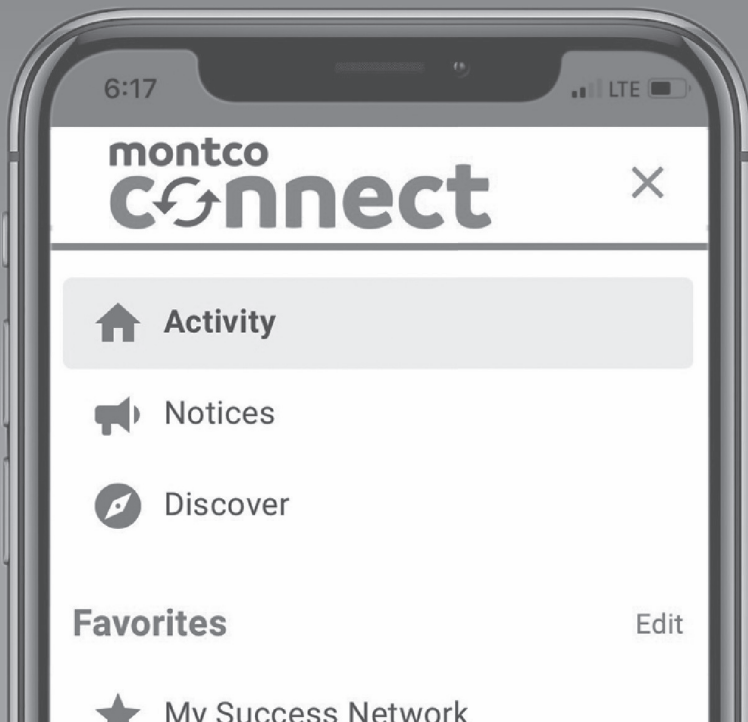 6:17 LTE
montco
connect
Activity
Notices
Discover
Favorites Edit
My Success Network